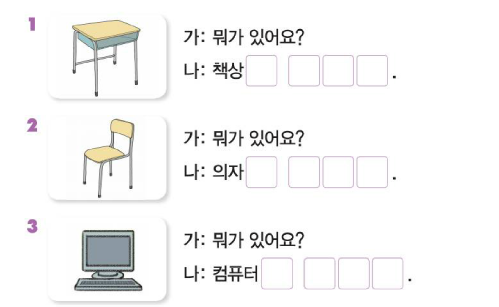 1
가: 뭐가 있어요?
나: 책상 .
2
가: 뭐가 있어요?
나: 의자 .
3
가: 뭐가 있어요?
나: 컴퓨터 .